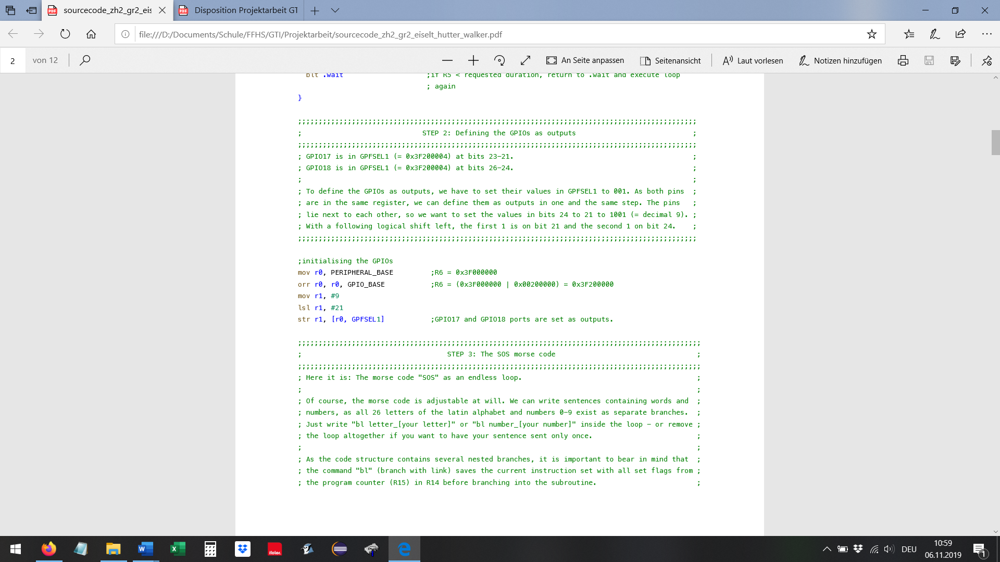 sourcecode_zh2_gr2_eis
Disposition Projektarbeit GT
file:///D:/Documents/Schule/FFHS/GTI/Projektarbeit/sourcecode_zh2_gr2_eiselt_hutter_walker.pdf
2 von 12 An Seite anpassen Seitenansicht Laut vorlesen Notizen hinzufügen
blt .wait ;if R5 < requested duration, return to .wait and execute loop
; again
}
;;;;;;;;;;;;;;;;;;;;;;;;;;;;;;;;;;;;;;;;;;;;;;;;;;;;;;;;;;;;;;;;;;;;;;;;;;;;;;;;;;;;;;;;;;;;;;;;
; STEP 2: Defining the GPIOs as outputs ;
;;;;;;;;;;;;;;;;;;;;;;;;;;;;;;;;;;;;;;;;;;;;;;;;;;;;;;;;;;;;;;;;;;;;;;;;;;;;;;;;;;;;;;;;;;;;;;;;
; GPIO17 is in GPFSEL1 (= 0x3F200004) at bits 23-21. ;
; GPIO18 is in GPFSEL1 (= 0x3F200004) at bits 26-24. ;
; ;
; To define the GPIOs as outputs, we have to set their values in GPFSEL1 to 001. As both pins ;
; are in the same register, we can define them as outputs in one and the same step. The pins ;
; lie next to each other, so we want to set the values in bits 24 to 21 to 1001 (= decimal 9). ;
; With a following logical shift left, the first 1 is on bit 21 and the second 1 on bit 24. ;
;;;;;;;;;;;;;;;;;;;;;;;;;;;;;;;;;;;;;;;;;;;;;;;;;;;;;;;;;;;;;;;;;;;;;;;;;;;;;;;;;;;;;;;;;;;;;;;;
;initialising the GPIOs
mov r0, PERIPHERAL_BASE ;R6 = 0x3F000000
orr r0, r0, GPIO_BASE ;R6 = (0x3F000000 | 0x00200000) = 0x3F200000
mov r1, #9
lsl r1, #21
str r1, [r0, GPFSEL1] ;GPIO17 and GPIO18 ports are set as outputs.
;;;;;;;;;;;;;;;;;;;;;;;;;;;;;;;;;;;;;;;;;;;;;;;;;;;;;;;;;;;;;;;;;;;;;;;;;;;;;;;;;;;;;;;;;;;;;;;;;
; STEP 3: The SOS morse code ;
;;;;;;;;;;;;;;;;;;;;;;;;;;;;;;;;;;;;;;;;;;;;;;;;;;;;;;;;;;;;;;;;;;;;;;;;;;;;;;;;;;;;;;;;;;;;;;;;;
; Here it is: The morse code "SOS" as an endless loop. ;
; ;
; Of course, the morse code is adjustable at will. We can write sentences containing words and ;
; numbers, as all 26 letters of the latin alphabet and numbers 0-9 exist as separate branches. ;
; Just write "bl letter_[your letter]" or "bl number_[your number]" inside the loop - or remove ;
; the loop altogether if you want to have your sentence sent only once. ;
; ;
; As the code structure contains several nested branches, it is important to bear in mind that ;
; the command "bl" (branch with link) saves the current instruction set with all set flags from ;
; the program counter (R15) in R14 before branching into the subroutine. ;
ifolor.
DEU
10:59
06.11.2019
1